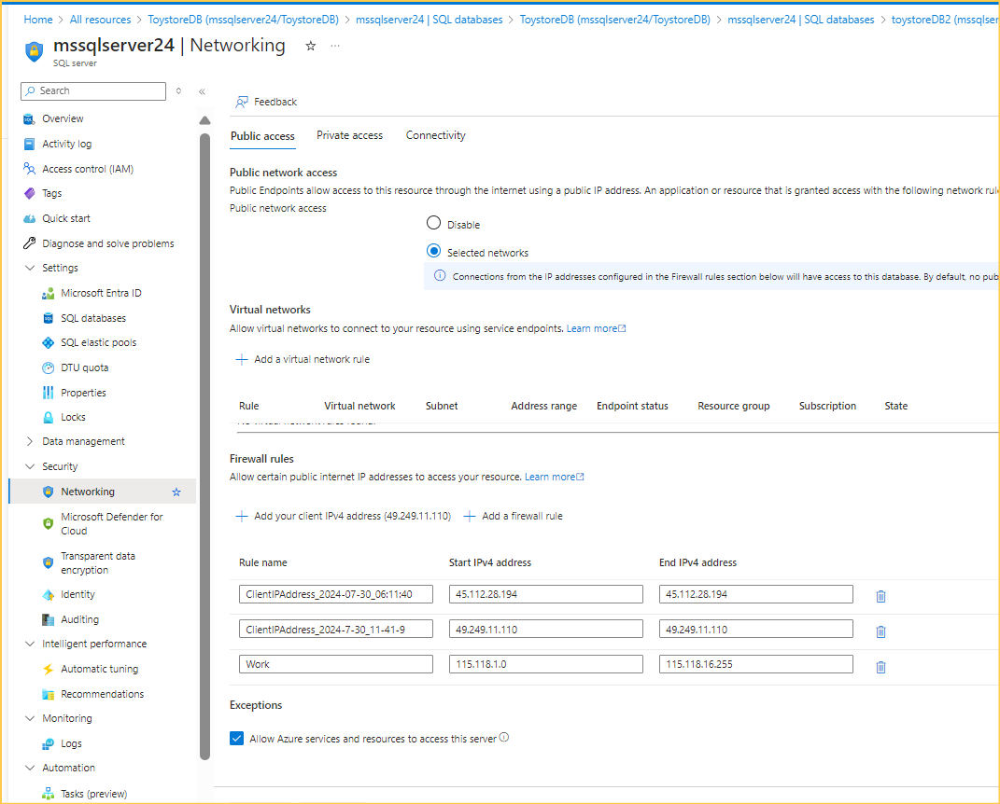 Home > All resources > ToystoreDB (mssqlserver24/ToystoreDB) > mssqlserver24 | SQL databases > ToystoreDB (mssqlserver24/ToystoreDB) > mssqlserver24 | SQL databases > toystoreDB2 (mssqlser
mssqlserver24 | Networking
SQL server
Search
Overview
Activity log
Access control (IAM)
Tags
Quick start
Diagnose and solve problems
Settings
Microsoft Entra ID
SQL databases
SQL elastic pools
DTU quota
Properties
Locks
Data management
Security
Networking
Microsoft Defender for
Cloud
Transparent data
encryption
Identity
Auditing
Intelligent performance
Automatic tuning
Recommendations
Monitoring
Logs
Automation
Tasks (preview)
Feedback
Public access Private access Connectivity
Public network access
Public Endpoints allow access to this resource through the internet using a public IP address. An application or resource that is granted access with the following network rul
Public network access
Disable
Selected networks
Connections from the IP addresses configured in the Firewall rules section below will have access to this database. By default, no pub
Virtual networks
Allow virtual networks to connect to your resource using service endpoints. Learn more
+ Add a virtual network rule
Rule Virtual network Subnet Address range Endpoint status Resource group Subscription State
No virtual network rules found.
Firewall rules
Allow certain public internet IP addresses to access your resource. Learn more
+ Add your client IPv4 address (49.249.11.110) + Add a firewall rule
Rule name Start IPv4 address End IPv4 address
ClientIPAddress_2024-07-30_06:11:40 45.112.28.194 45.112.28.194
ClientIPAddress_2024-7-30_11-41-9 49.249.11.110 49.249.11.110
Work 115.118.1.0 115.118.16.255
Exceptions
Allow Azure services and resources to access this server